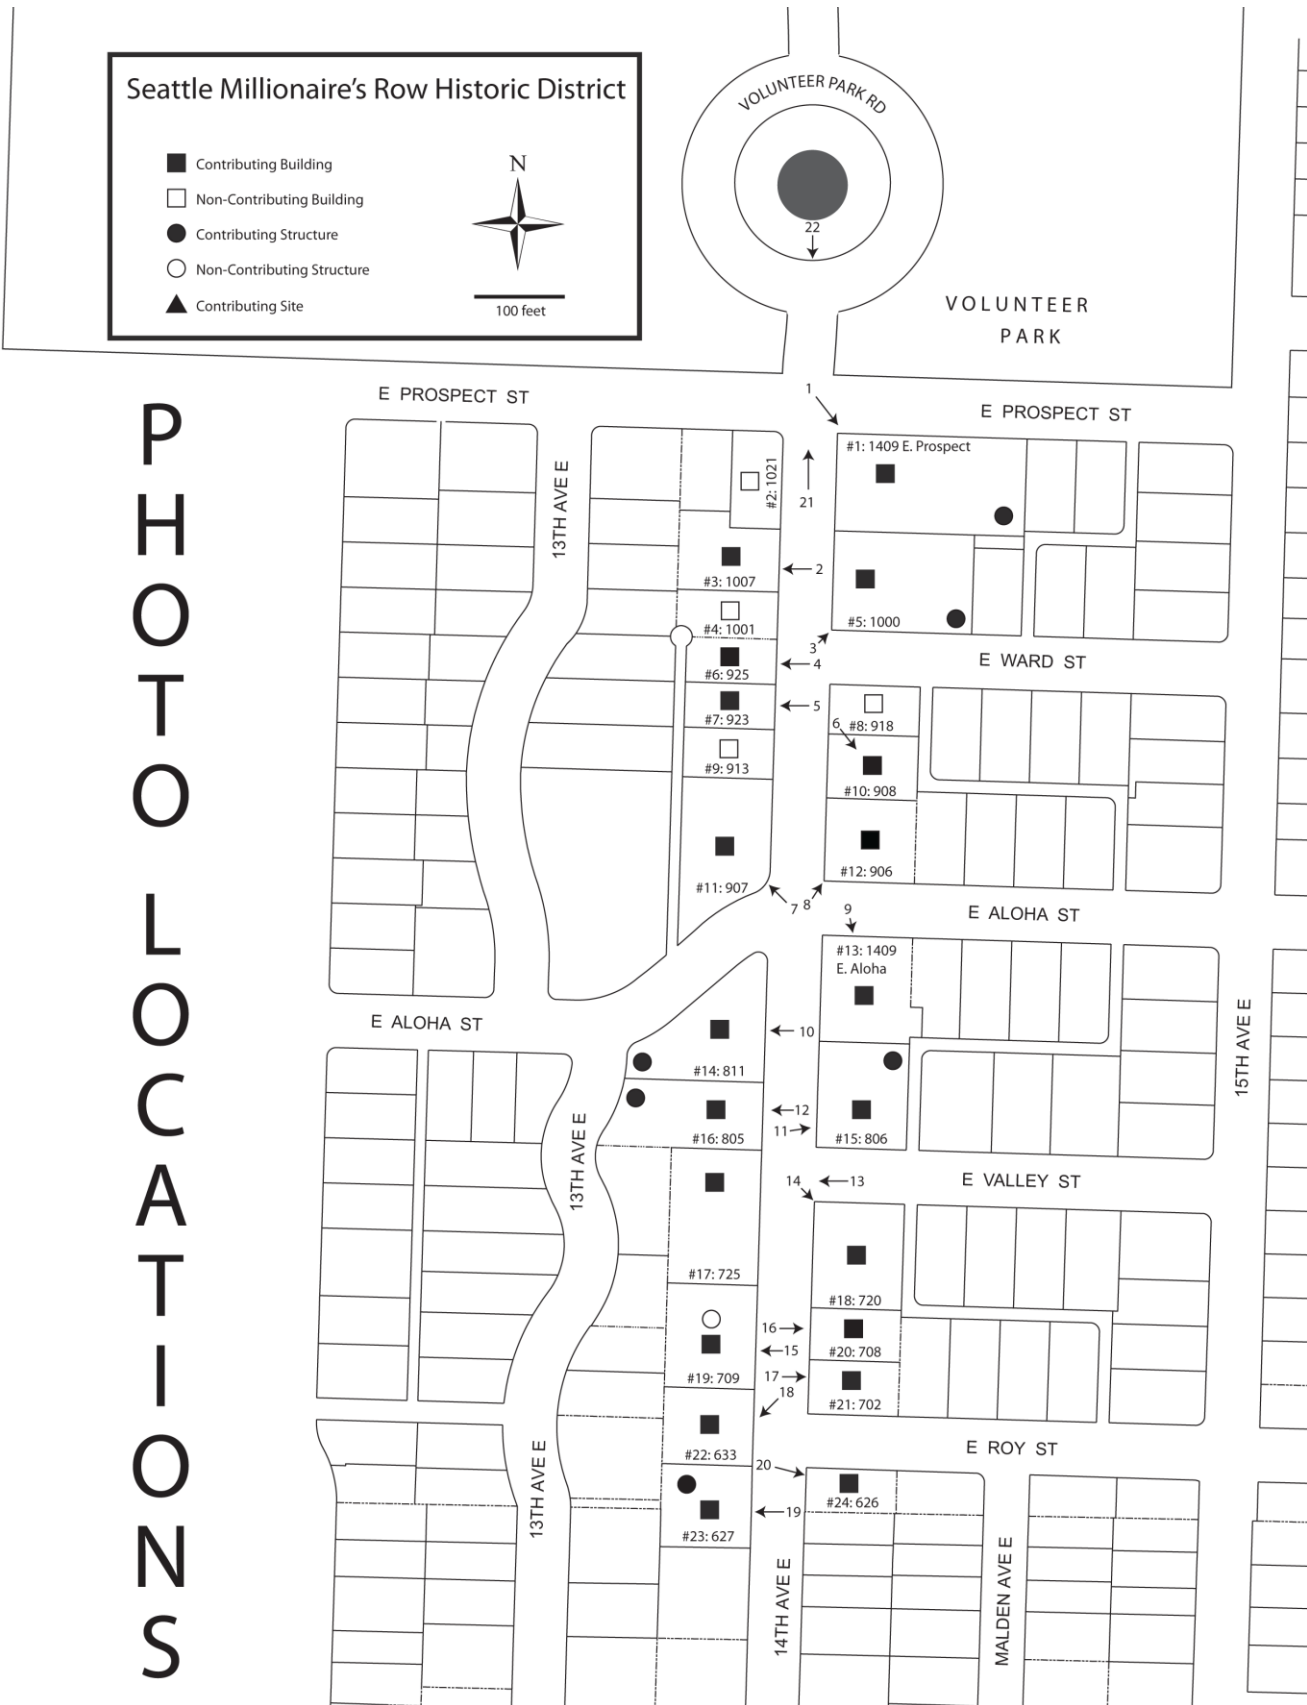 Seattle Millionaire's Row Historic District
Contributing Building
Non-Contributing Building
Contributing Structure
Non-Contributing Structure
Contributing Site
N
100 feet
VOLUNTEER PARK RD
22
VOLUNTEER
PARK
PHOTO LOCATIONS
E PROSPECT ST
1
E PROSPECT ST
#1: 1409 E. Prospect
13TH AVE E
#2: 1021
21
#3: 1007
2
#4: 1001
#5: 1000
3
E WARD ST
4
#6: 925
5
#7: 923
6
#8: 918
#9: 913
#10: 908
#12: 906
#11: 907
7
8
9
E ALOHA ST
#13: 1409
E. Aloha
E ALOHA ST
10
15TH AVE E
#14: 811
12
11
#16: 805
#15: 806
13TH AVE E
14
13
E VALLEY ST
#17: 725
#18: 720
16
15
#20: 708
#19: 709
17
18
#21: 702
E ROY ST
#22: 633
20
13TH AVE E
#24: 626
19
#23: 627
14TH AVE E
MALDEN AVE E